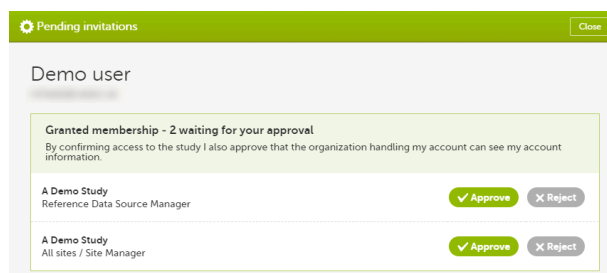 Pending invitations
Close
Demo user
Granted membership - 2 waiting for your approval
By confirming access to the study I also approve that the organization handling my account can see my account
information.
A Demo Study
Reference Data Source Manager
Approve
Reject
A Demo Study
All sites / Site Manager
Approve
Reject